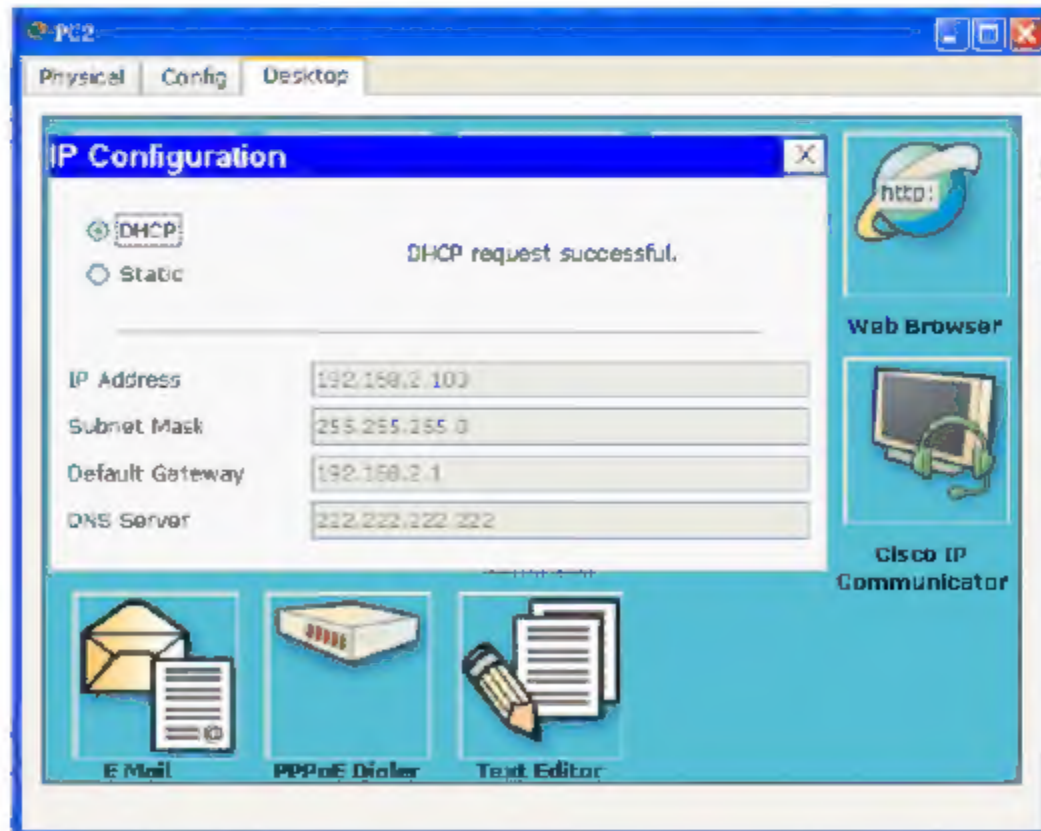 PC2
Physical Config Desktop
IP Configuration
X
DHCP
DHCP request successful.
Static
IP Address 192.168.2.100
Subnet Mask 255.255.255.0
Default Gateway 192.168.2.1
DNS Server 222.222.222.222
http:
Web Browser
Cisco IP
Communicator
E Mail
PPPoE Dialer
Text Editor